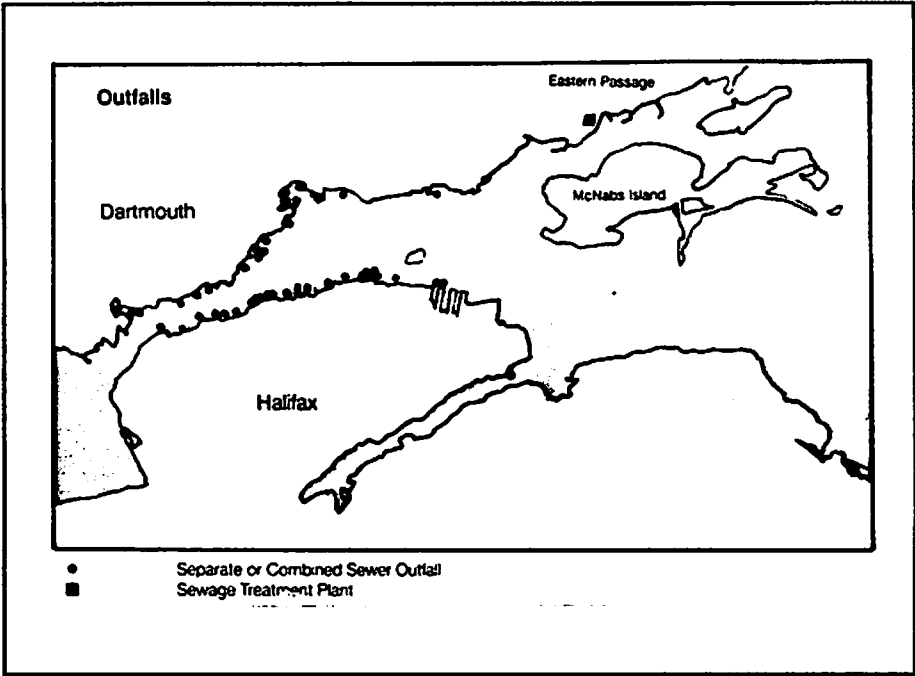 Outfalls
Eastern Passage
McNabs Island
Dartmouth
Halifax
Separate or Combined Sewer Outfall
Sewage Treatment Plant